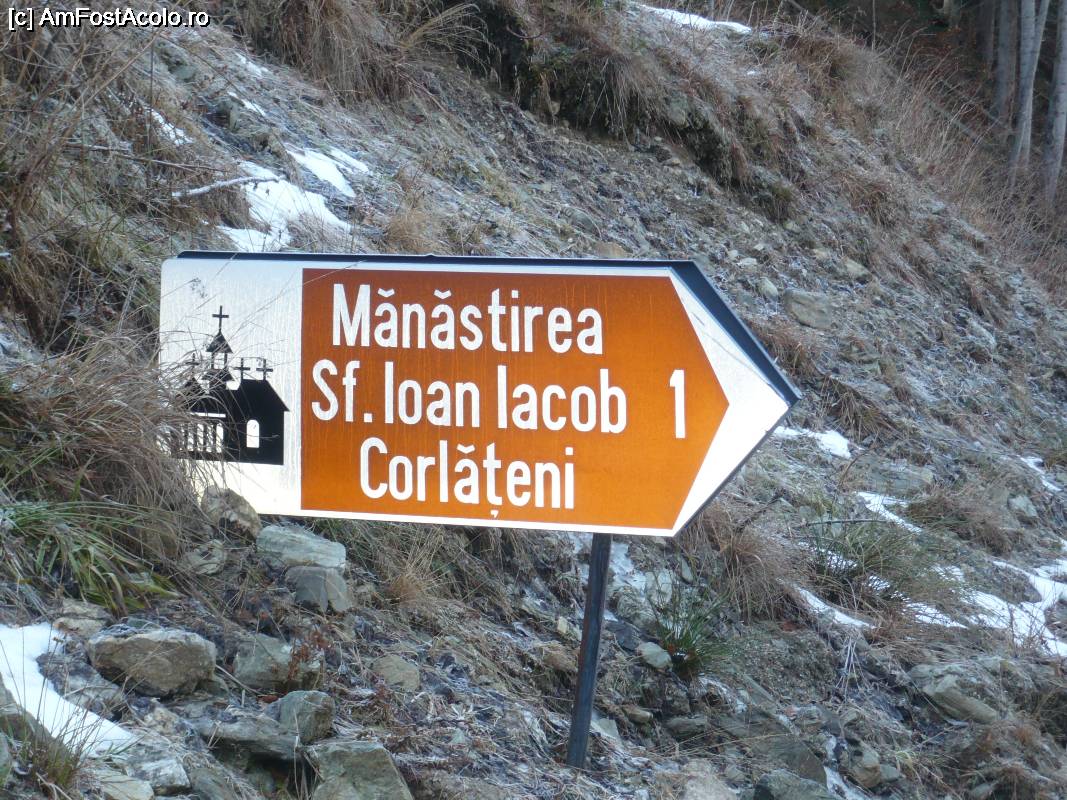 [c] AmFostAcolo.ro
Mănăstirea
Sf. Ioan Iacob 1
Corlăţeni